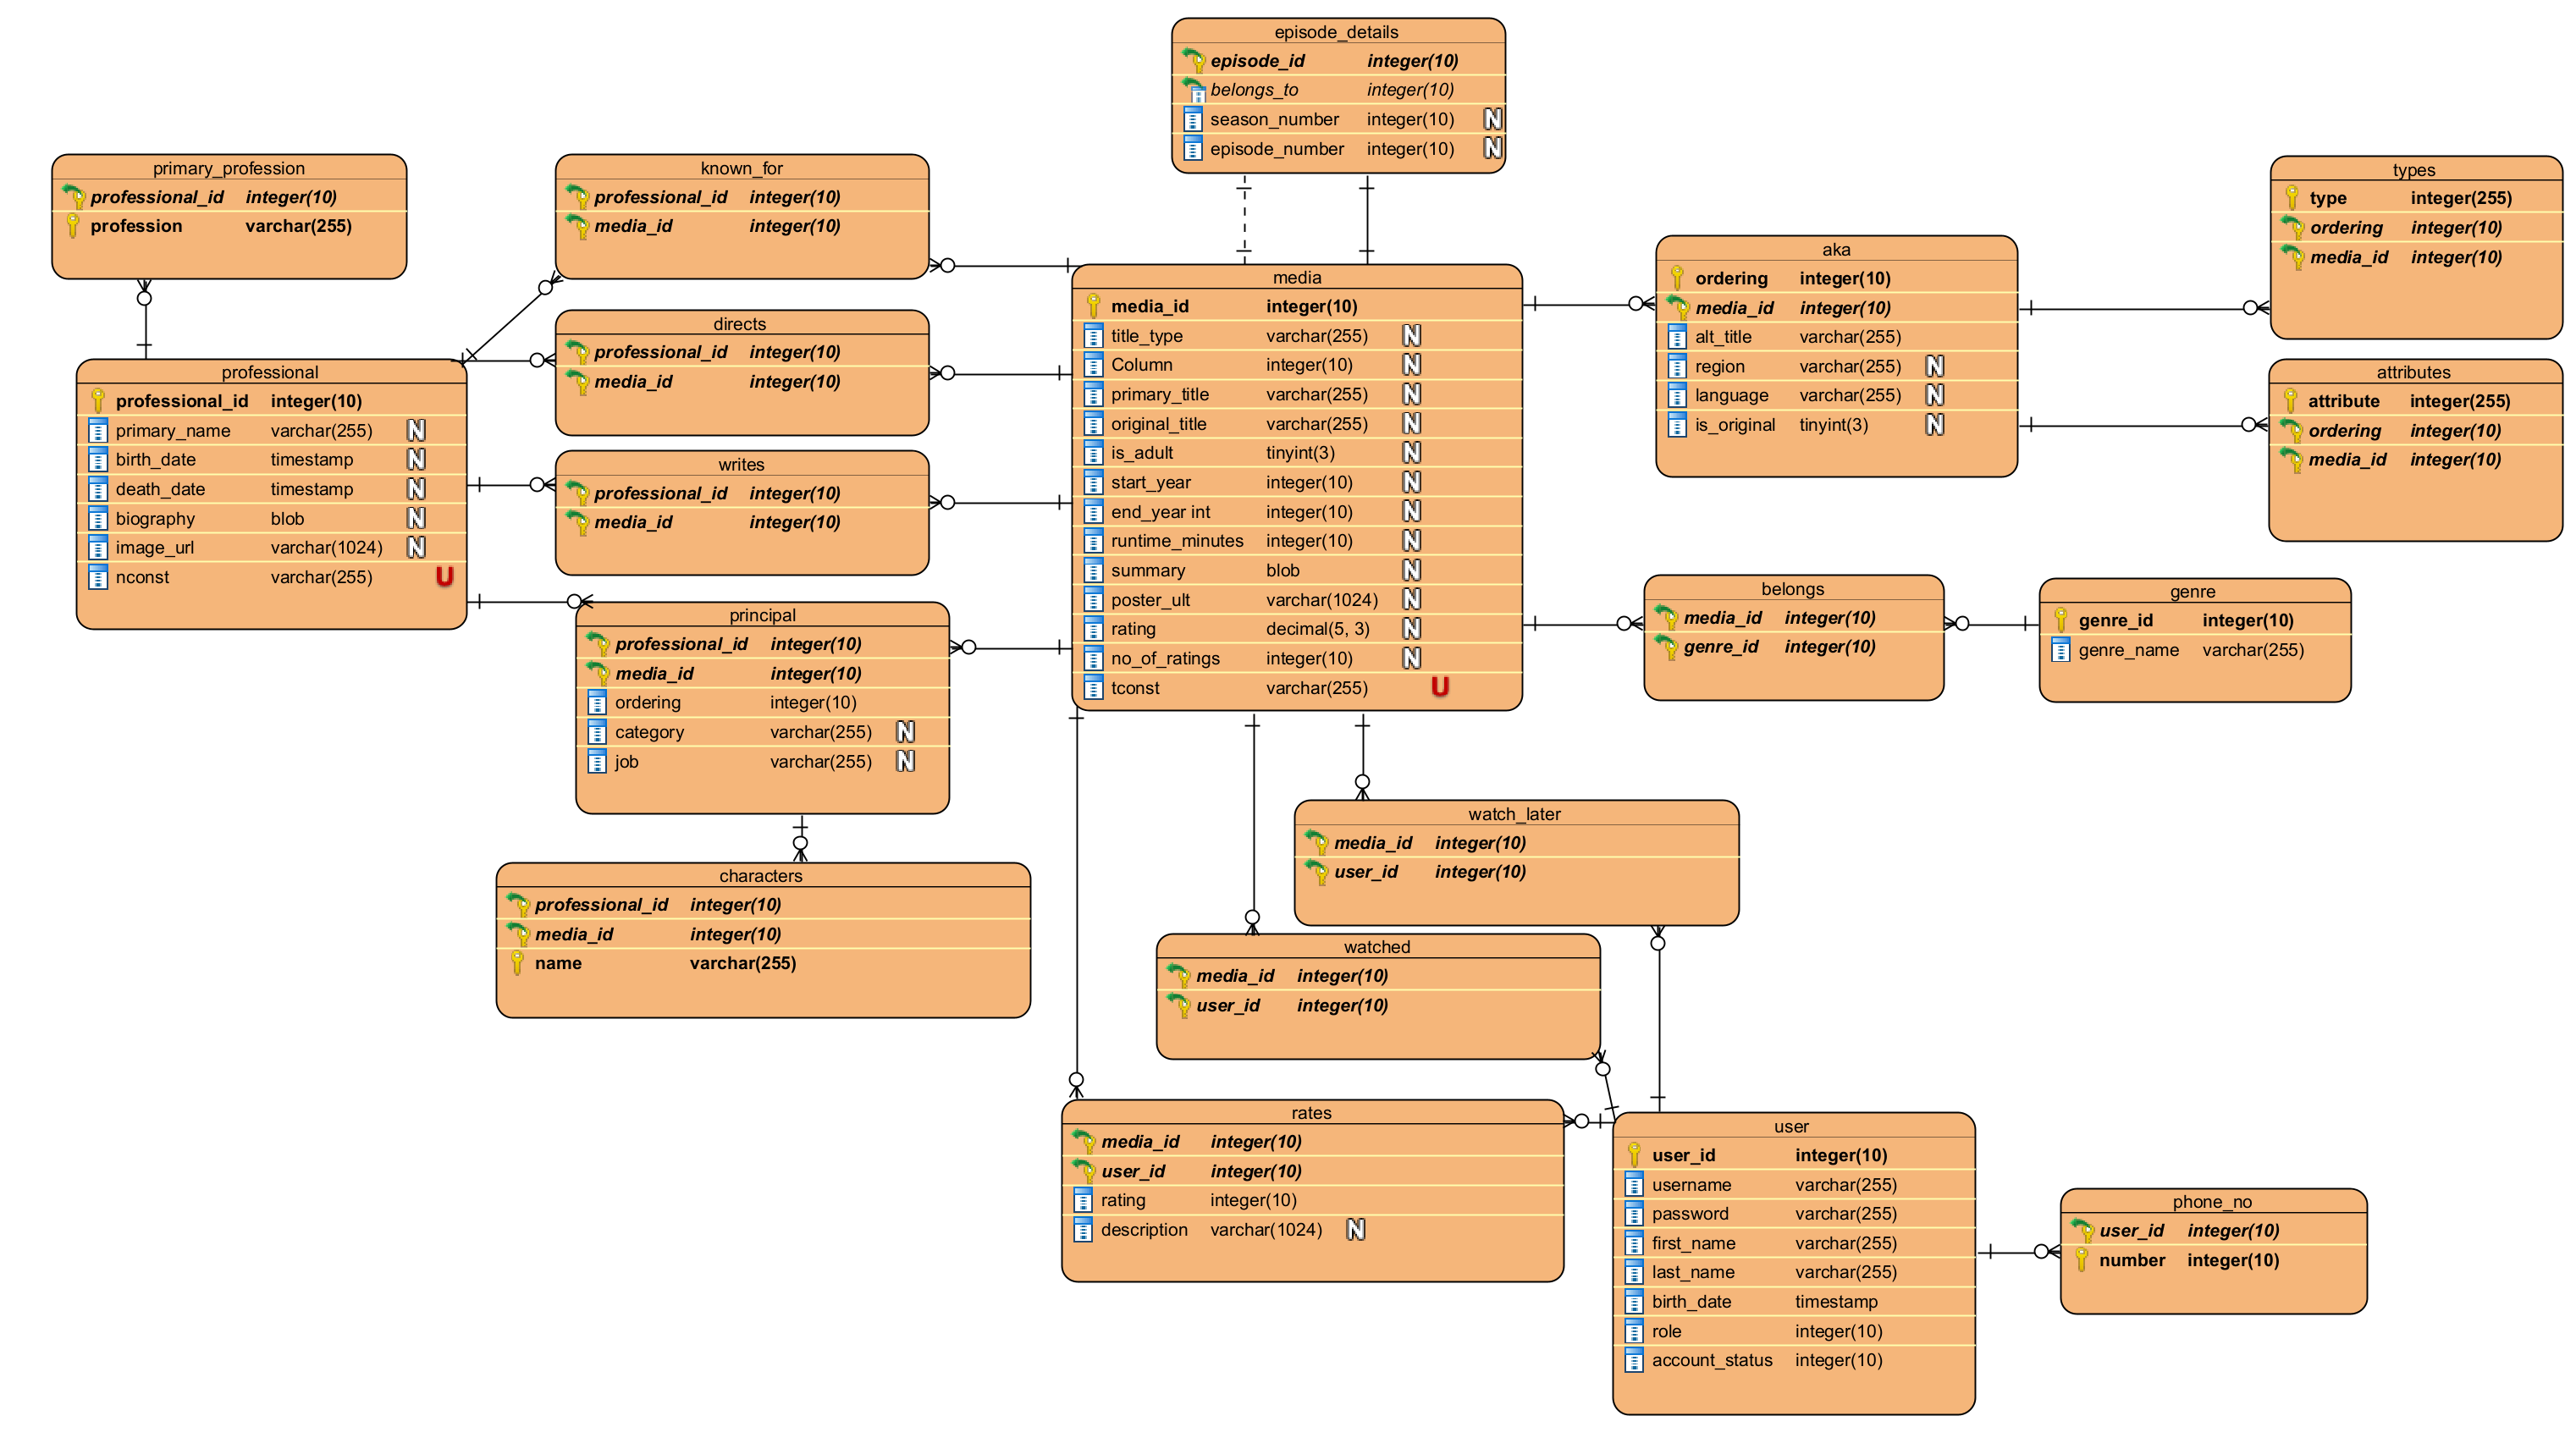 episode_details
episode_id integer(10)
belongs_to integer(10)
season_number integer(10) N
episode_number integer(10) N
primary_profession
professional_id integer(10)
profession varchar(255)
known_for
professional_id integer(10)
media_id integer(10)
types
type integer(255)
ordering integer(10)
media_id integer(10)
aka
ordering integer(10)
media_id integer(10)
alt_title varchar(255)
region varchar(255) N
language varchar(255) N
is_original tinyint(3) N
media
media_id integer(10)
title_type varchar(255) N
Column integer(10) N
primary_title varchar(255) N
original_title varchar(255) N
is_adult tinyint(3) N
start_year integer(10) N
end_year int integer(10) N
runtime_minutes integer(10) N
summary blob N
poster_ult varchar(1024) N
rating decimal(5, 3) N
no_of_ratings integer(10) N
tconst varchar(255) U
directs
professional_id integer(10)
media_id integer(10)
professional
professional_id integer(10)
primary_name varchar(255) N
birth_date timestamp N
death_date timestamp N
biography blob N
image_url varchar(1024) N
nconst varchar(255) U
attributes
attribute integer(255)
ordering integer(10)
media_id integer(10)
writes
professional_id integer(10)
media_id integer(10)
belongs
media_id integer(10)
genre_id integer(10)
genre
genre_id integer(10)
genre_name varchar(255)
principal
professional_id integer(10)
media_id integer(10)
ordering integer(10)
category varchar(255) N
job varchar(255) N
watch_later
media_id integer(10)
user_id integer(10)
characters
professional_id integer(10)
media_id integer(10)
name varchar(255)
watched
media_id integer(10)
user_id integer(10)
rates
media_id integer(10)
user_id integer(10)
rating integer(10)
description varchar(1024) N
user
user_id integer(10)
username varchar(255)
password varchar(255)
first_name varchar(255)
last_name varchar(255)
birth_date timestamp
role integer(10)
account_status integer(10)
phone_no
user_id integer(10)
number integer(10)